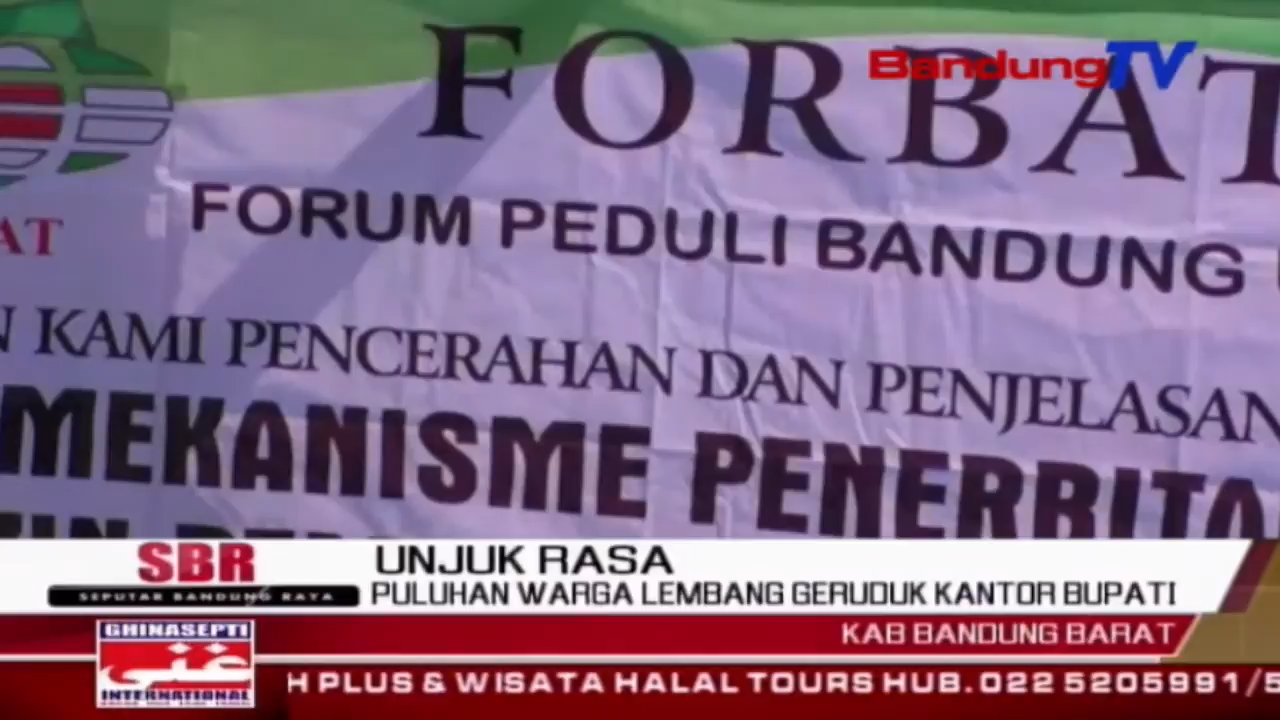 BandungTV
FORBAT
AT
FORUM PEDULI BANDUNG
KAMI PENCERAHAN DAN PENJELASAN
MEKANISME PENERBITA
SBR
UNJUK RASA
SEPUTAR BANDUNG RAYA
PULUHAN WARGA LEMBANG GERUDUK KANTOR BUPATI
KAB BANDUNG BARAT
GHINASEPTI
غنى
INTERNATIONAL
H PLUS & WISATA HALAL TOURS HUB. 022 5205991/5